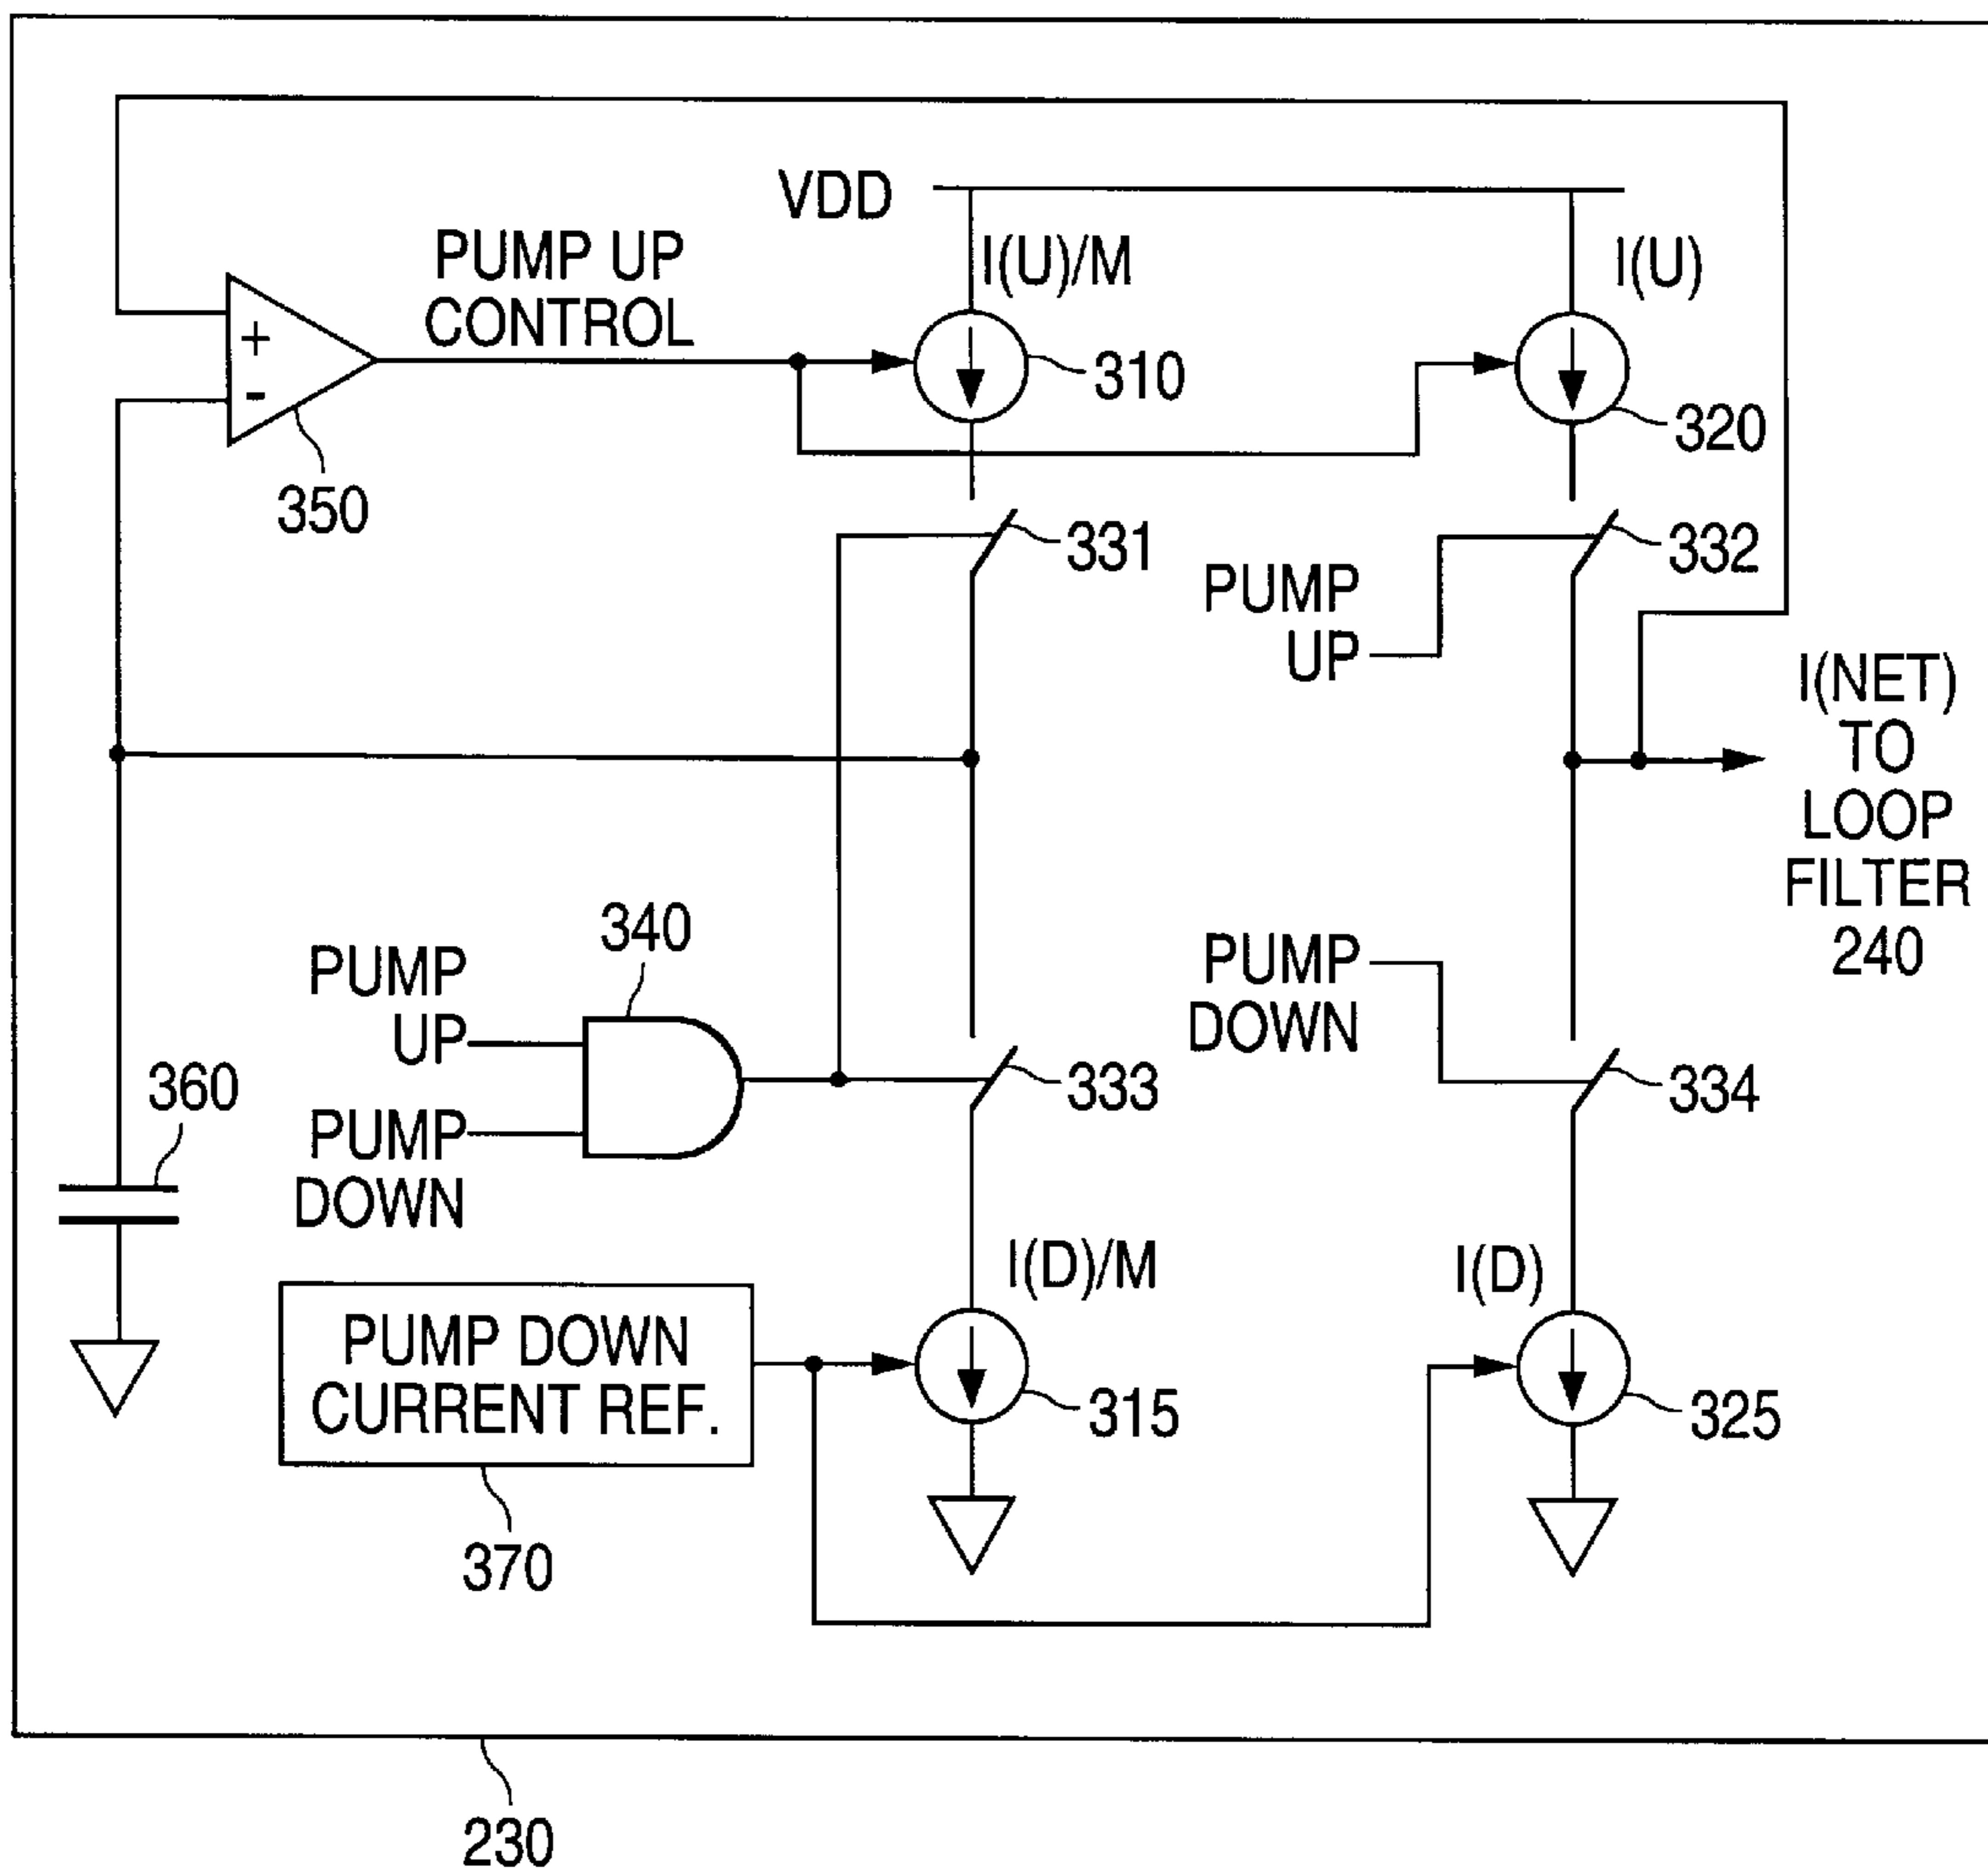 VDD
I(U)/M
I(U)
PUMP UP
CONTROL
+
-
310
320
350
331
332
PUMP
UP
I(NET)
TO
LOOP
FILTER
240
340
PUMP
UP
PUMP
DOWN
PUMP
DOWN
360
333
334
I(D)/M
I(D)
PUMP DOWN
CURRENT REF.
315
325
370
230